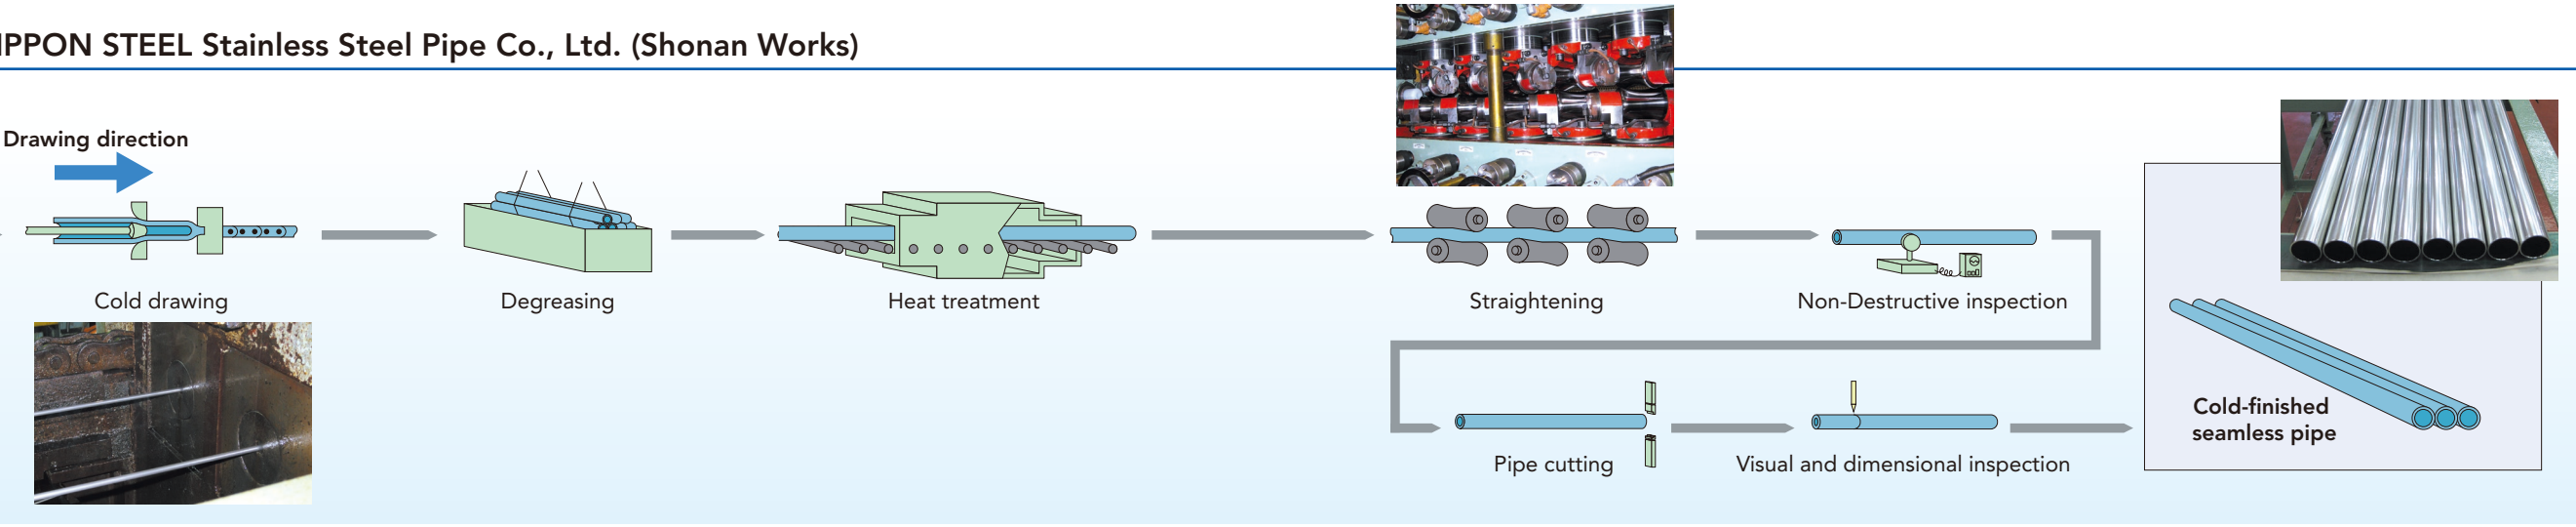 IPPON STEEL Stainless Steel Pipe Co., Ltd. (Shonan Works)
Drawing direction
Cold drawing
Degreasing
Heat treatment
Straightening
Non-Destructive inspection
Pipe cutting
Visual and dimensional inspection
Cold-finished
seamless pipe